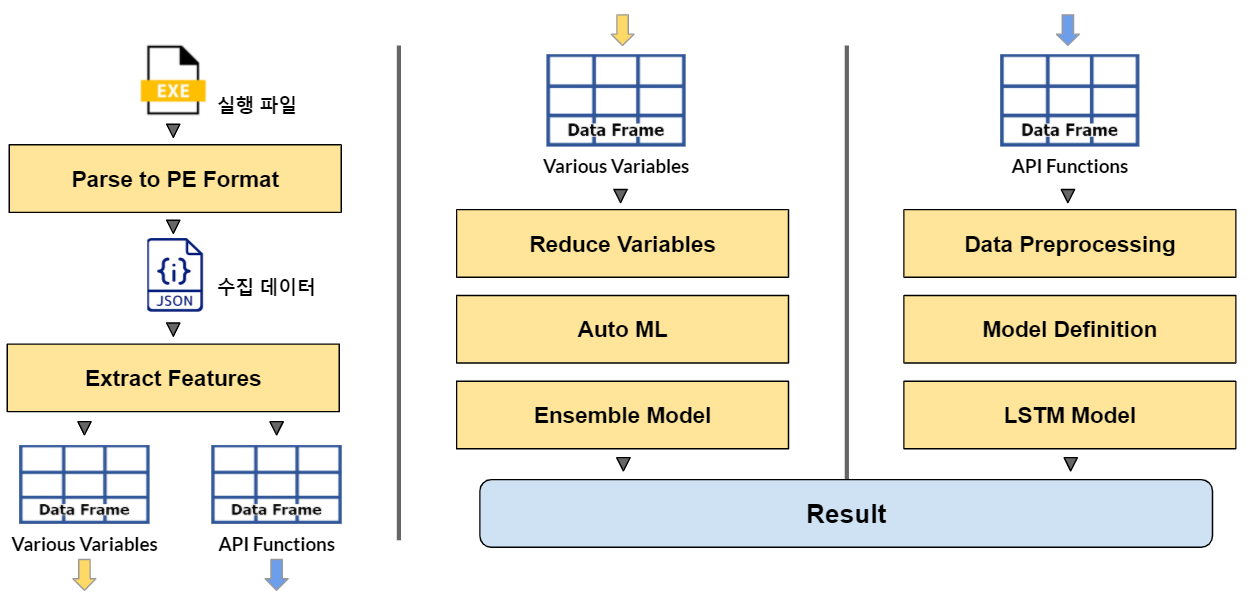 EXE
실행 파일
Parse to PE Format
{i}
JSON
수집 데이터
Extract Features
Data Frame
Various Variables
Data Frame
API Functions
Data Frame
Various Variables
Reduce Variables
Auto ML
Ensemble Model
Data Frame
API Functions
Data Preprocessing
Model Definition
LSTM Model
Result